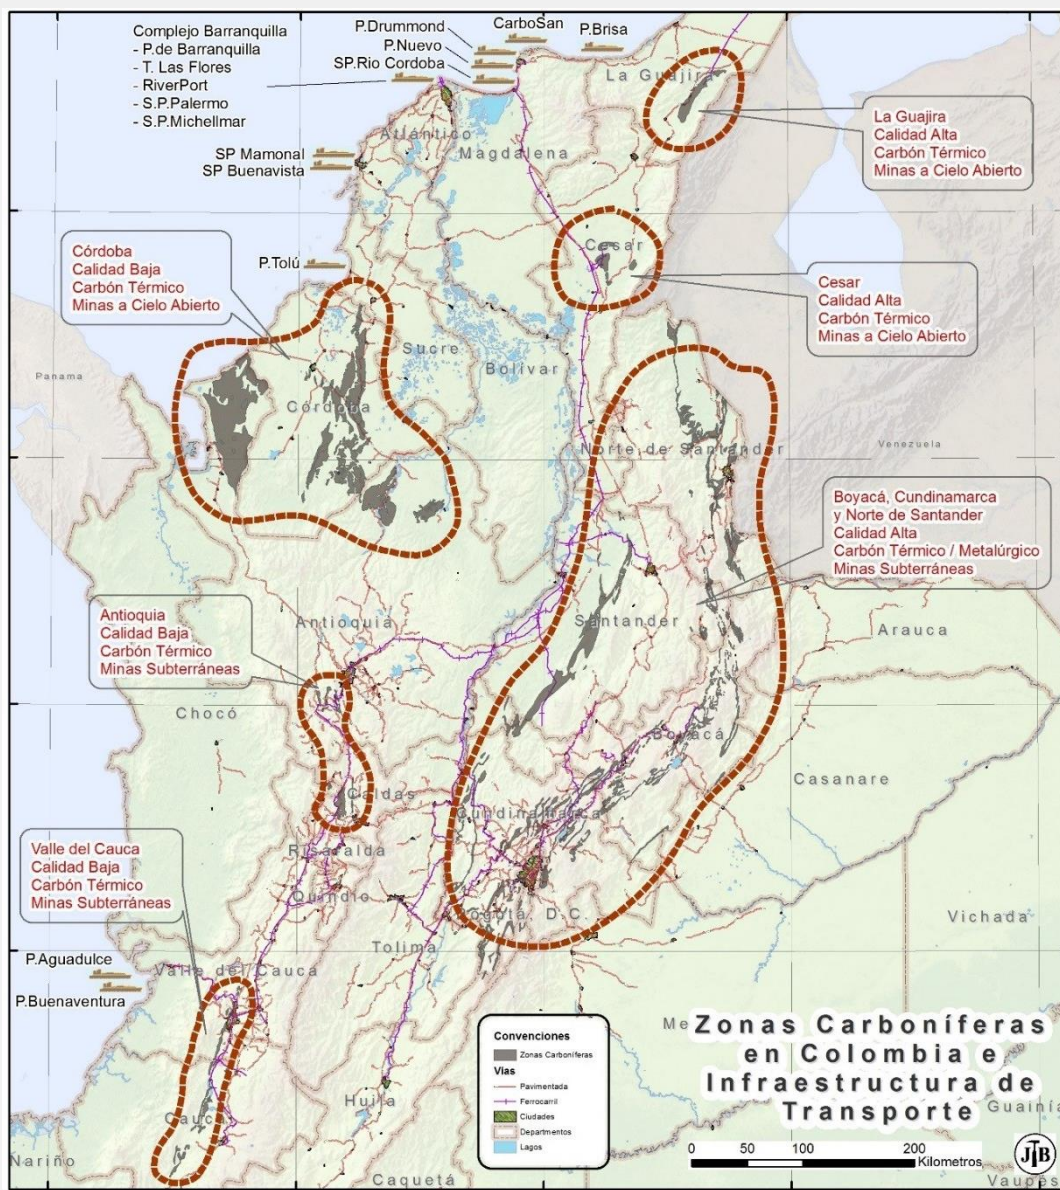 Complejo Barranquilla
- P.de Barranquilla
- T. Las Flores
- RiverPort
- S.P.Palermo
- S.P.Michellmar
P.Drummond
CarboSan
P.Nuevo
P.Brisa
SP.Rio Cordoba
La Guajira
Atlántico
Magdalena
La Guajira
Calidad Alta
Carbón Térmico
Minas a Cielo Abierto
SP Mamonal
SP Buenavista
Córdoba
Calidad Baja
Carbón Térmico
Minas a Cielo Abierto
P.Tolú
Cesar
Cesar
Calidad Alta
Carbón Térmico
Minas a Cielo Abierto
Sucre
Bolívar
Panama
Córdoba
Norte de Santander
Venezuela
Boyacá, Cundinamarca
y Norte de Santander
Calidad Alta
Carbón Térmico / Metalúrgico
Minas Subterráneas
Antioquia
Calidad Baja
Carbón Térmico
Minas Subterráneas
Antioquia
Santander
Arauca
Chocó
Boyacá
Casanare
Caldas
Cundinamarca
Risaralda
Valle del Cauca
Calidad Baja
Carbón Térmico
Minas Subterráneas
Quindío
Bogotá, D.C.
Vichada
Tolima
P.Aguadulce
Valle del Cauca
P.Buenaventura
Me
Zonas Carboníferas
en Colombia e
Infraestructura de
Transporte
Convenciones
Zonas Carboníferas
Vías
Pavimentada
Ferrocarril
Ciudades
Departmentos
Lagos
Huila
Cauca
Guainía
Nariño
Caquetá
0 50 100 200
Kilometros
JTB
Vaupés